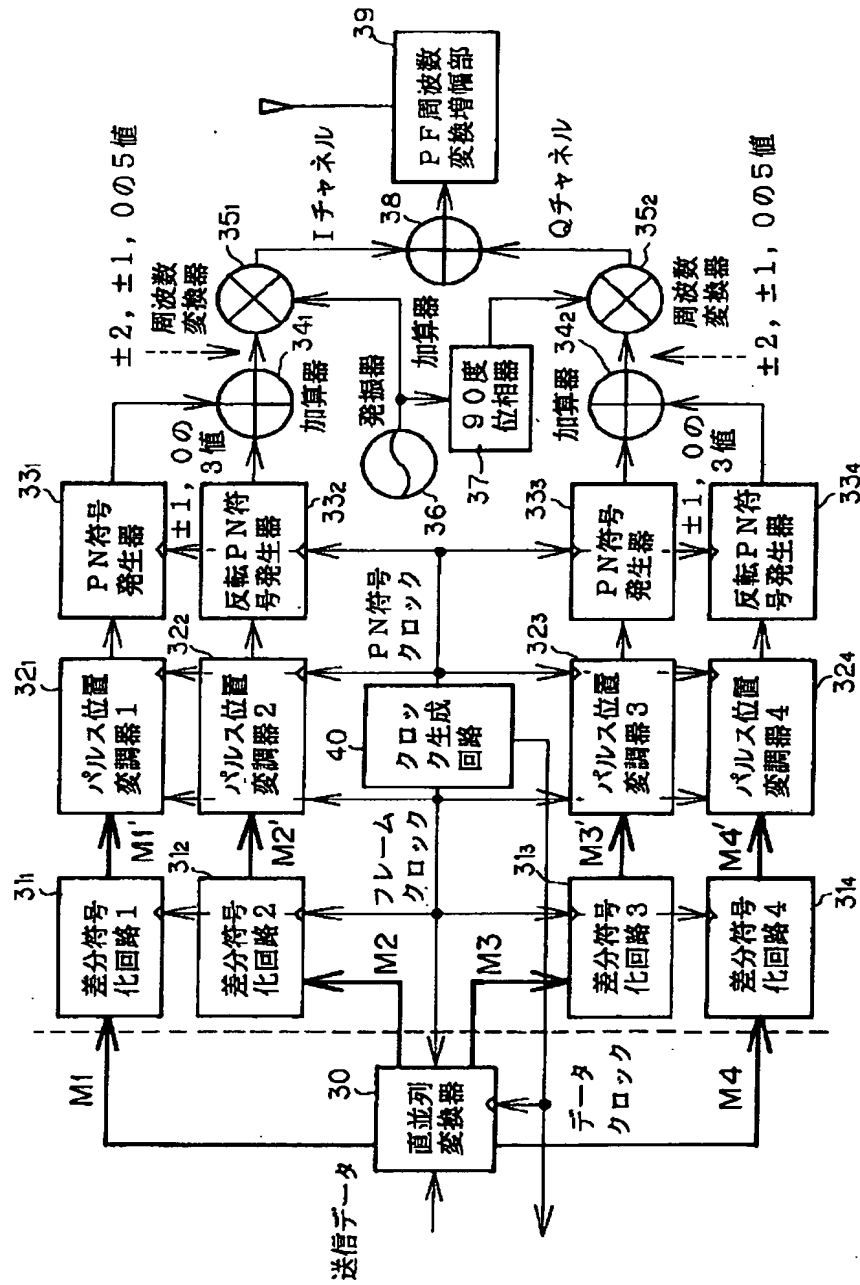 送信データ
30
直並列
変換器
M1
M2
M3
M4
データ
クロック
31₁
差分符号
化回路1
31₂
差分符号
化回路2
フレーム
クロック
31₃
差分符号
化回路3
31₄
差分符号
化回路4
M1'
M2'
M3'
M4'
32₁
パルス位置
変調器1
32₂
パルス位置
変調器2
40
クロッ
ク生成
回路
PN符号
クロック
32₃
パルス位置
変調器3
32₄
パルス位置
変調器4
33₁
PN符号
発生器
±1,0の
3値
33₂
反転PN符
号発生器
33₃
PN符号
発生器
±1,0の
3値
33₄
反転PN符
号発生器
34₁
加算器
±2,±1,0の5値
周波数
変換器
35₁
36
発振器
37
90度
位相器
加算器
加算器
34₂
周波数
変換器
35₂
±2,±1,0の5値
Iチャネル
38
Qチャネル
39
PF周波数
変換増幅部